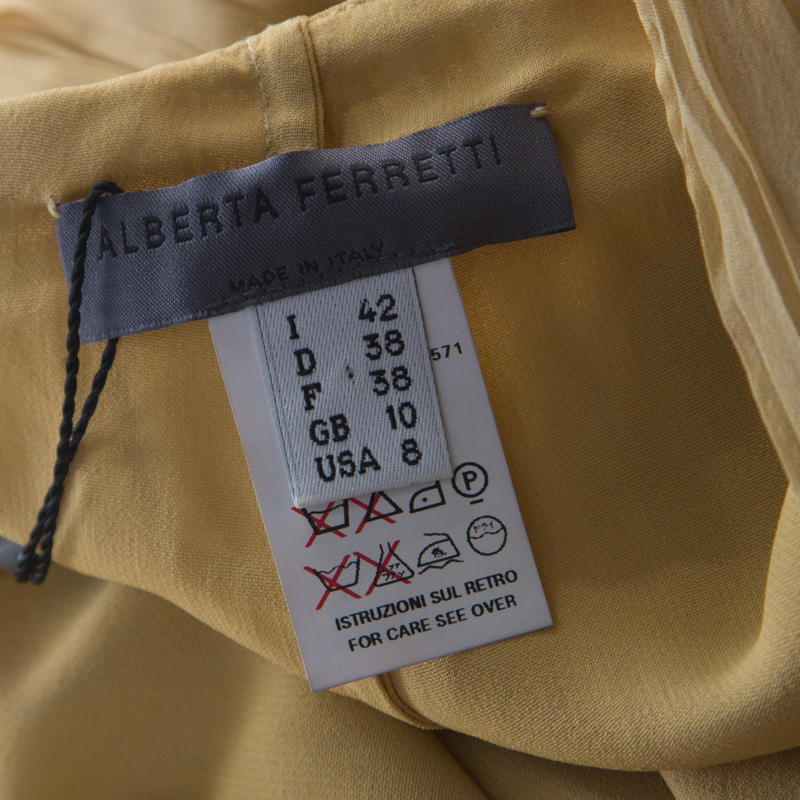 ALBERTA FERRETTI
MADE IN ITALY
I 42
D 38
F 38
GB 10
USA 8
571
P
ISTRUZIONI SUL RETRO
FOR CARE SEE OVER